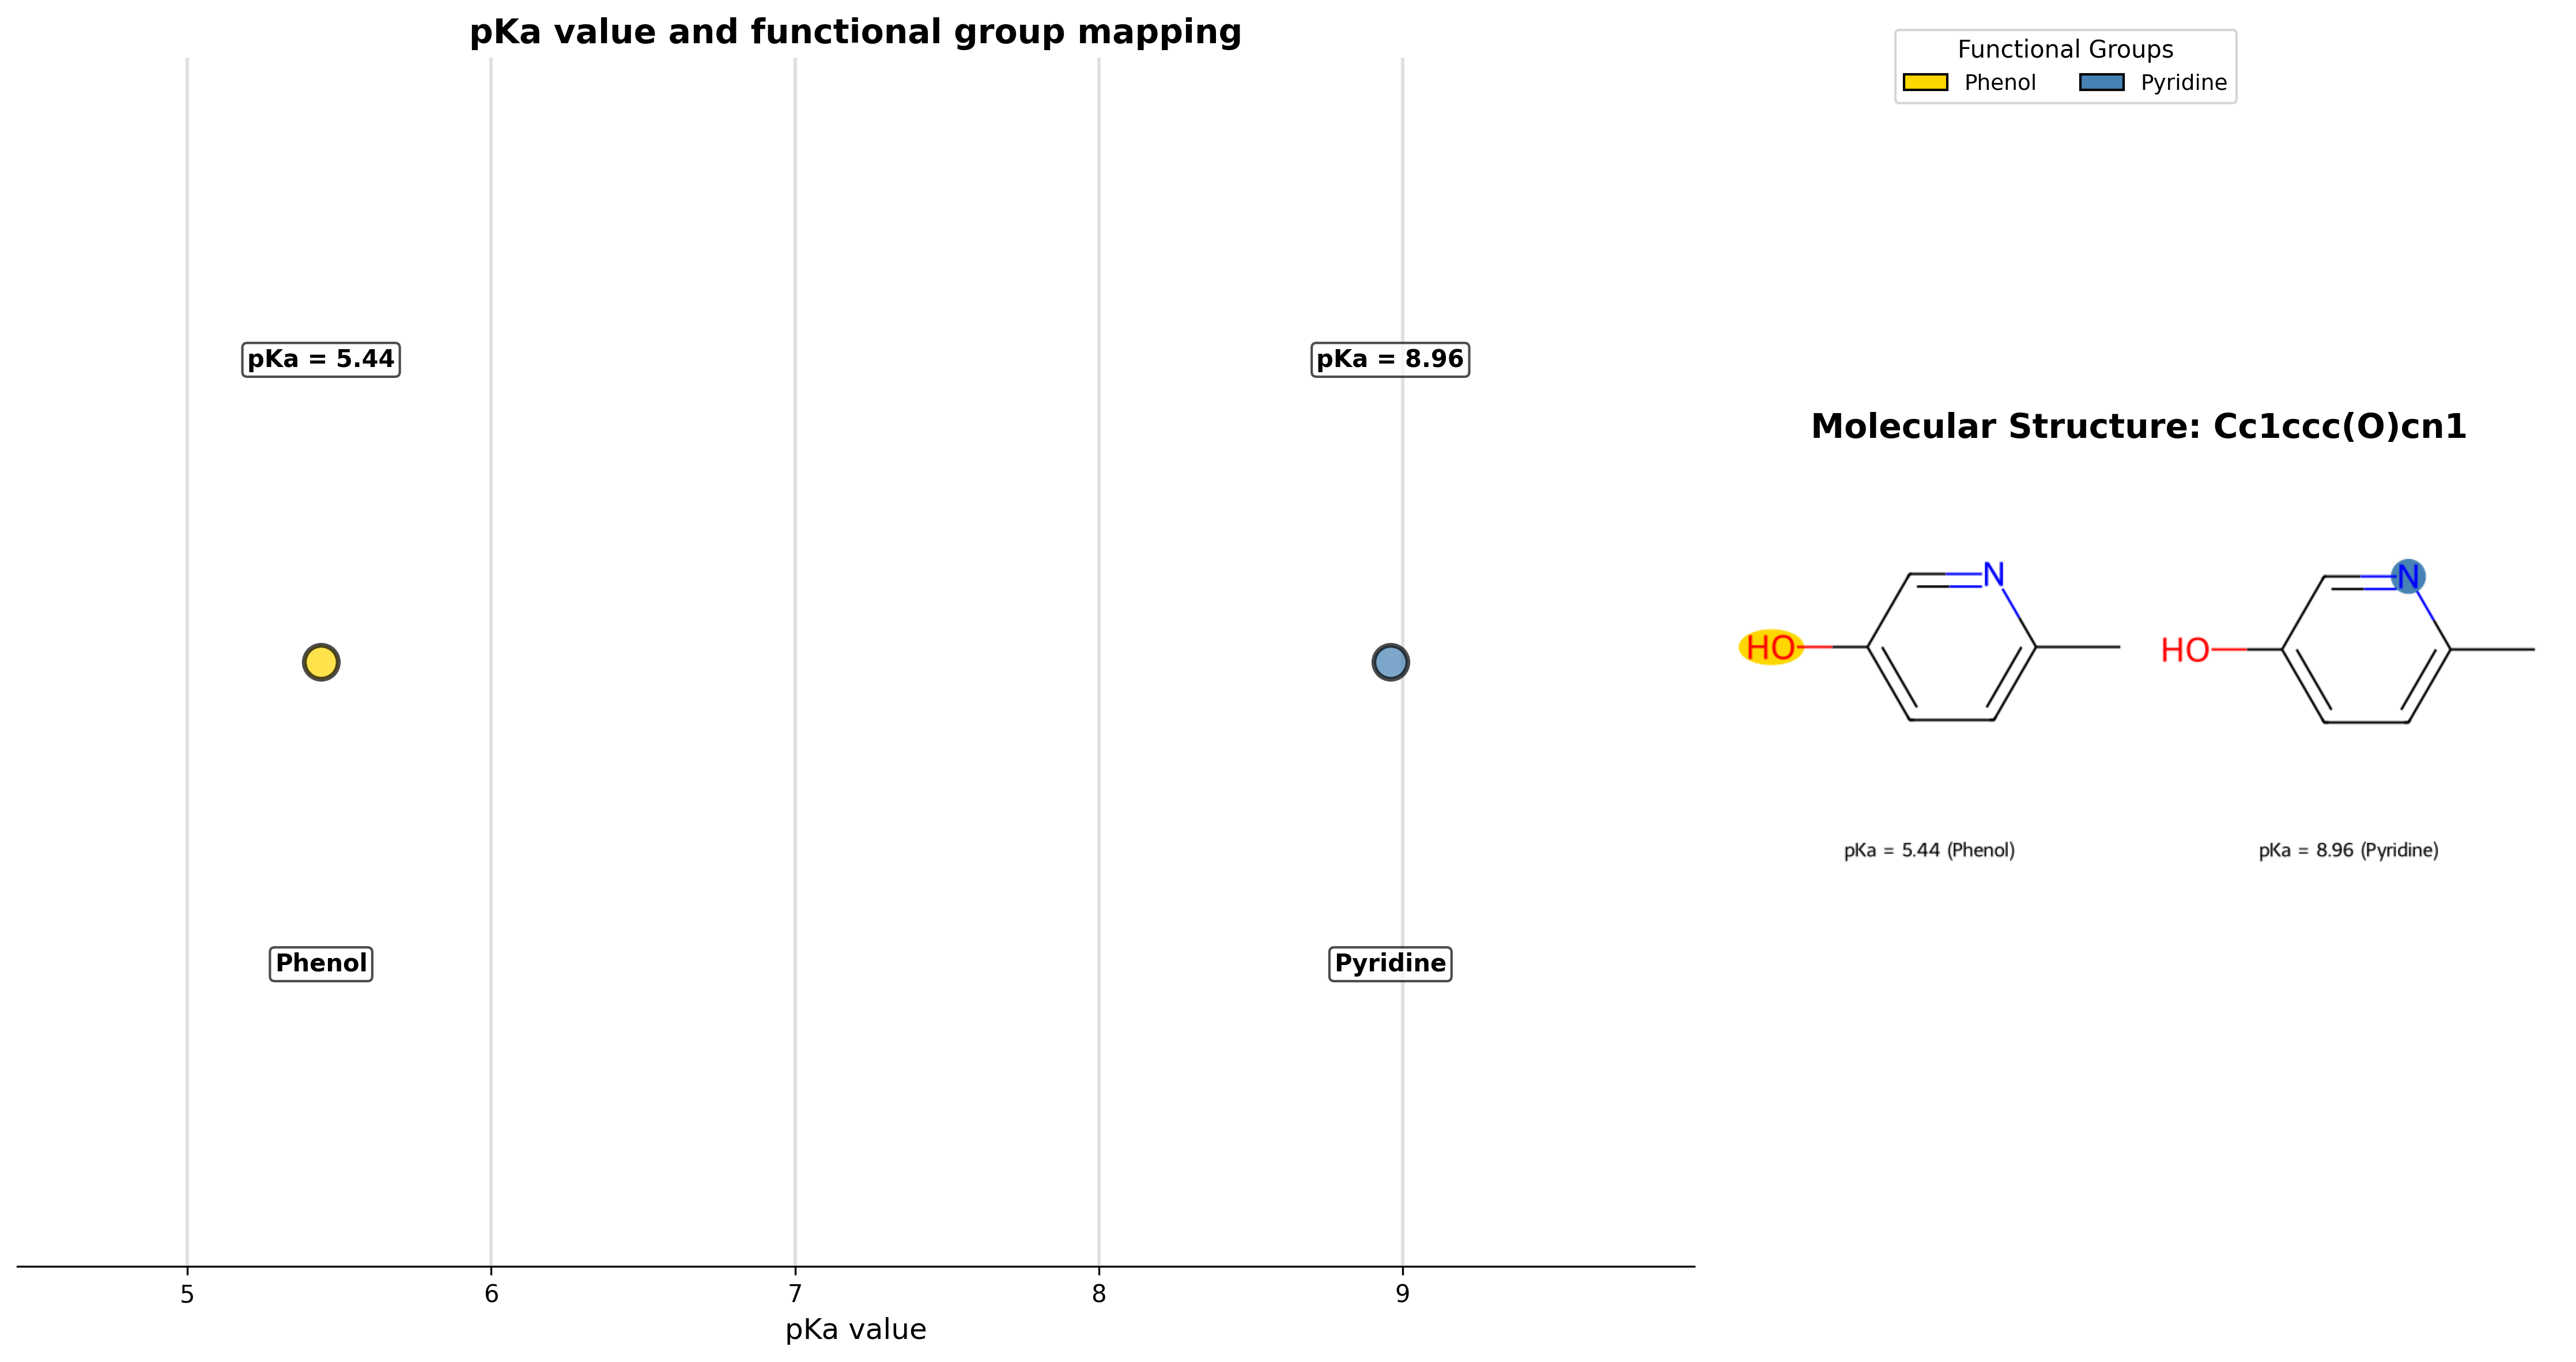 pKa value and functional group mapping
pKa = 5.44
pKa = 8.96
Phenol
Pyridine
5 6 7 8 9
pKa value
Functional Groups
Phenol Pyridine
Molecular Structure: Cc1ccc(O)cn1
N
HO
N
HO
pKa = 5.44 (Phenol)
pKa = 8.96 (Pyridine)